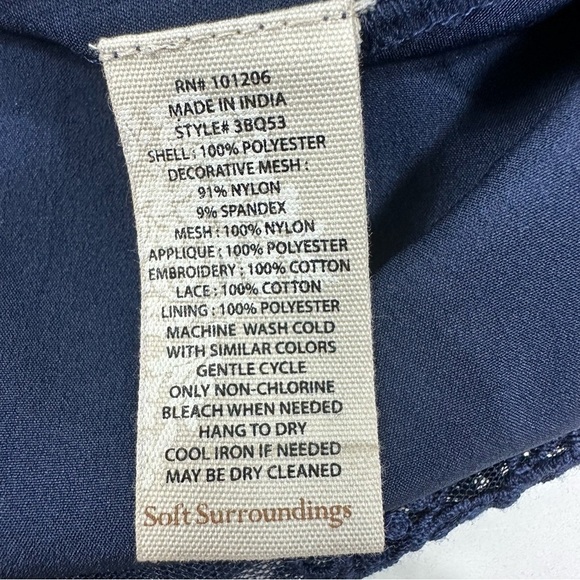 RN# 101206
MADE IN INDIA
STYLE# 3BQ53
SHELL : 100% POLYESTER
DECORATIVE MESH :
91% NYLON
9% SPANDEX
MESH : 100% NYLON
APPLIQUE : 100% POLYESTER
EMBROIDERY : 100% COTTON
LACE : 100% COTTON
LINING : 100% POLYESTER
MACHINE WASH COLD
WITH SIMILAR COLORS
GENTLE CYCLE
ONLY NON-CHLORINE
BLEACH WHEN NEEDED
HANG TO DRY
COOL IRON IF NEEDED
MAY BE DRY CLEANED
Soft Surroundings